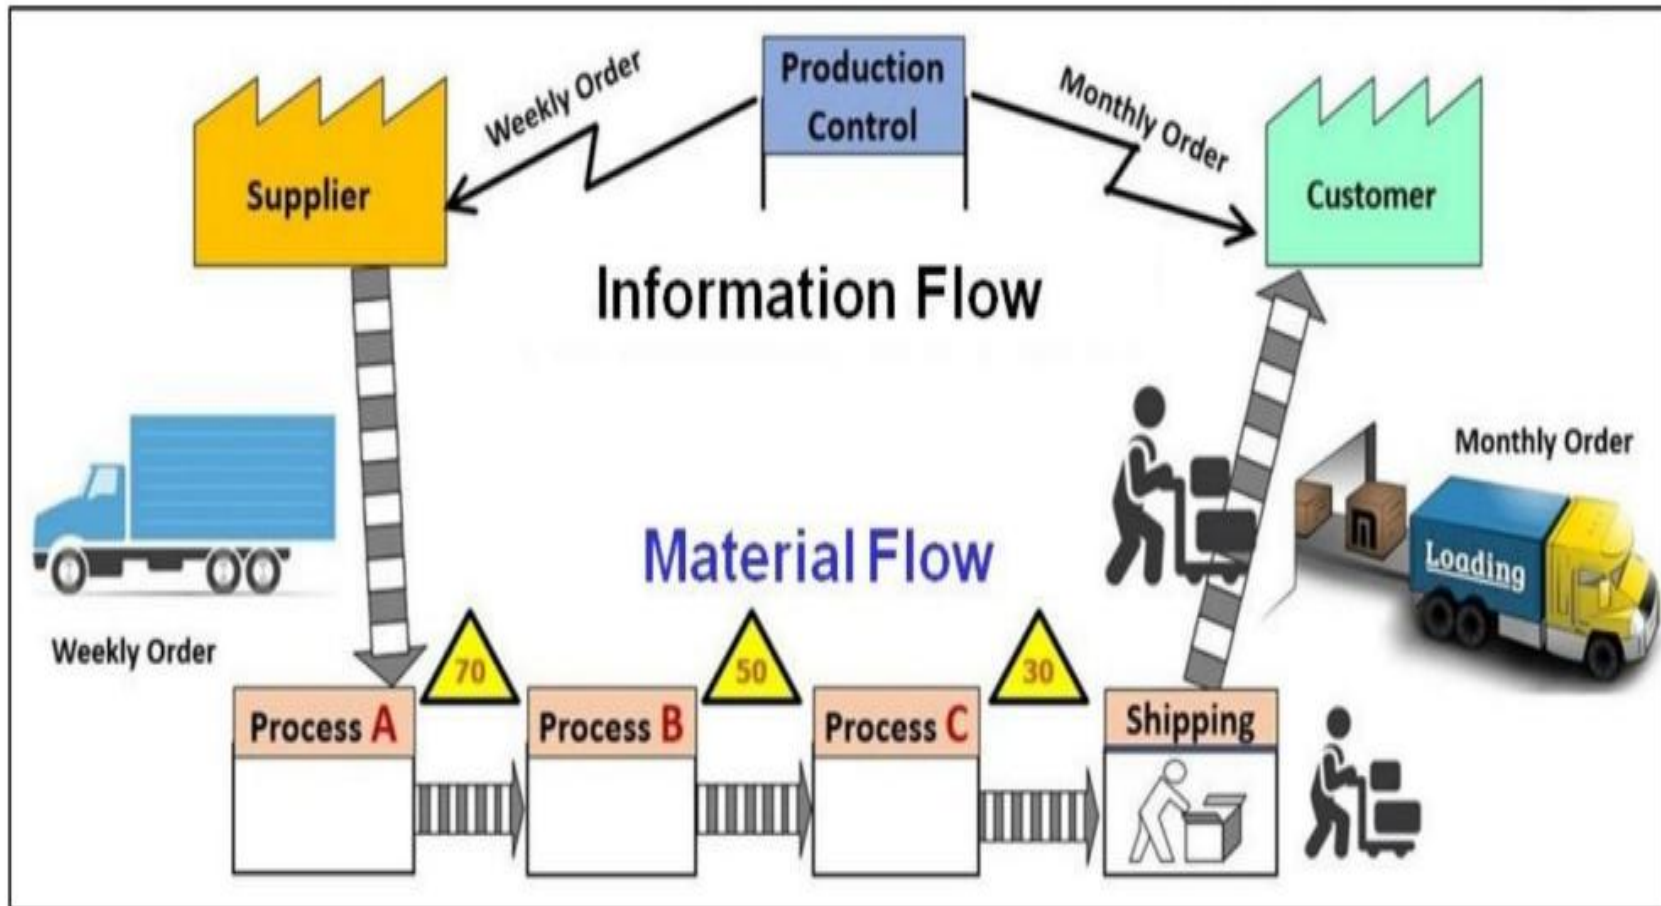 Production
Control
Weekly Order
Monthly Order
Supplier
Customer
Information Flow
Monthly Order
Loading
Material Flow
Weekly Order
70
50
30
Process A
Process B
Process C
Shipping